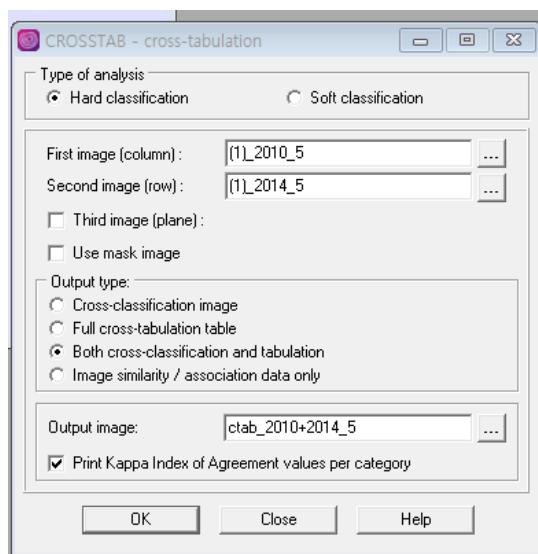 CROSSTAB - cross-tabulation
Type of analysis
Hard classification Soft classification
First image (column) : (1)_2010_5 ...
Second image (row) : (1)_2014_5 ...
Third image (plane) :
Use mask image
Output type:
Cross-classification image
Full cross-tabulation table
Both cross-classification and tabulation
Image similarity / association data only
Output image: ctab_2010+2014_5 ...
Print Kappa Index of Agreement values per category
OK Close Help